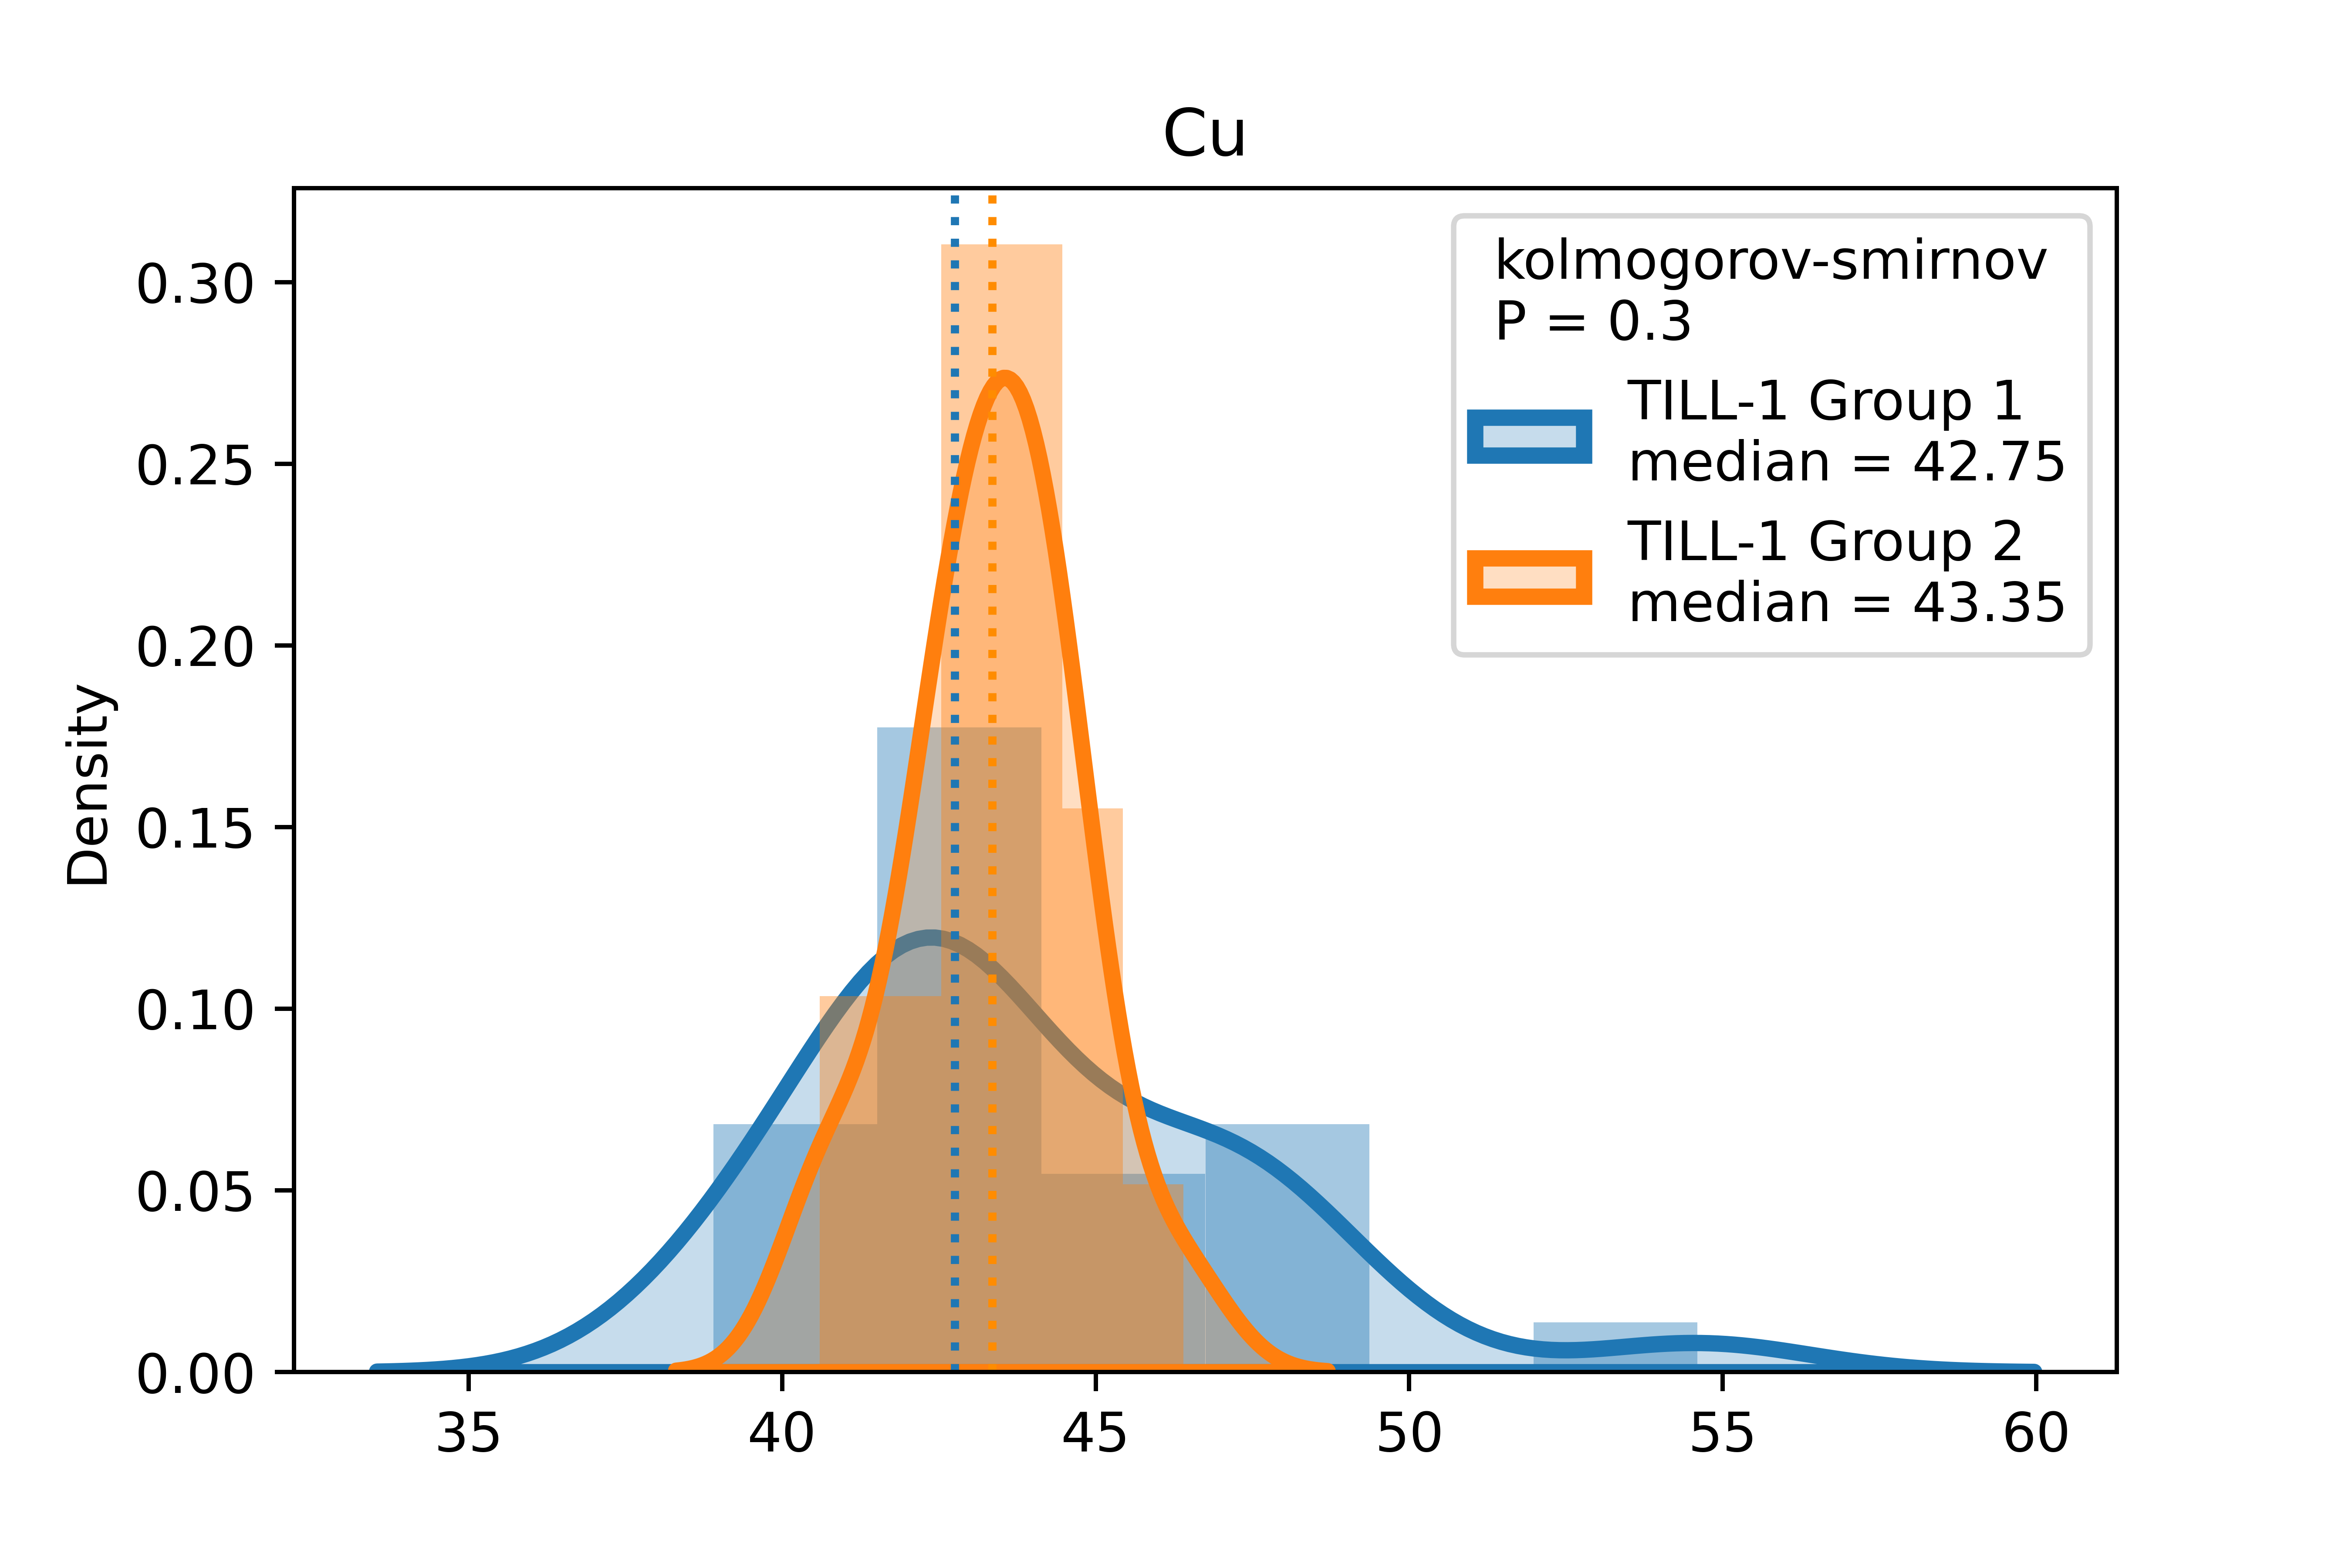 Cu
kolmogorov-smirnov
P = 0.3
TILL-1 Group 1
median = 42.75
TILL-1 Group 2
median = 43.35
Density
0.30
0.25
0.20
0.15
0.10
0.05
0.00
35 40 45 50 55 60